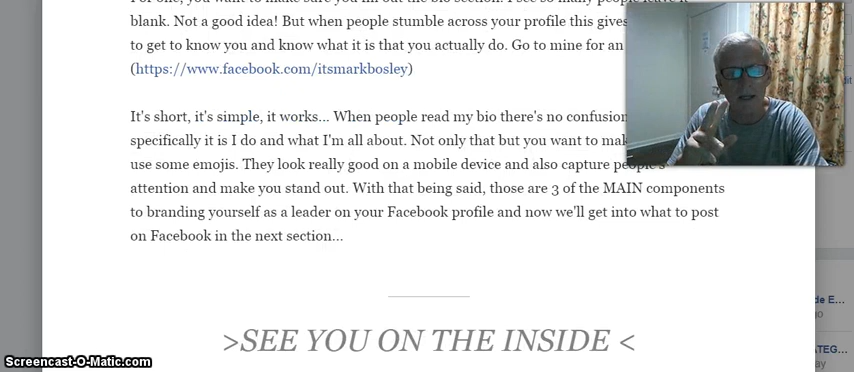 blank. Not a good idea! But when people stumble across your profile this gives
to get to know you and know what it is that you actually do. Go to mine for an
(https://www.facebook.com/itsmarkbosley)
It's short, it's simple, it works... When people read my bio there's no confusion
specifically it is I do and what I'm all about. Not only that but you want to mak
use some emojis. They look really good on a mobile device and also capture people's
attention and make you stand out. With that being said, those are 3 of the MAIN components
to branding yourself as a leader on your Facebook profile and now we'll get into what to post
on Facebook in the next section...
>SEE YOU ON THE INSIDE <
Screencast-O-Matic.com